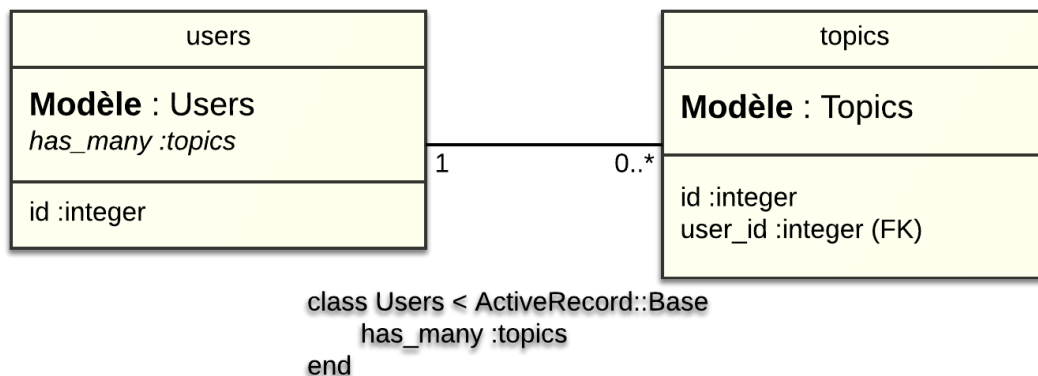 users
Modèle : Users
has_many :topics
id :integer
1
0..*
topics
Modèle : Topics
id :integer
user_id :integer (FK)
class Users < ActiveRecord::Base
has_many :topics
end